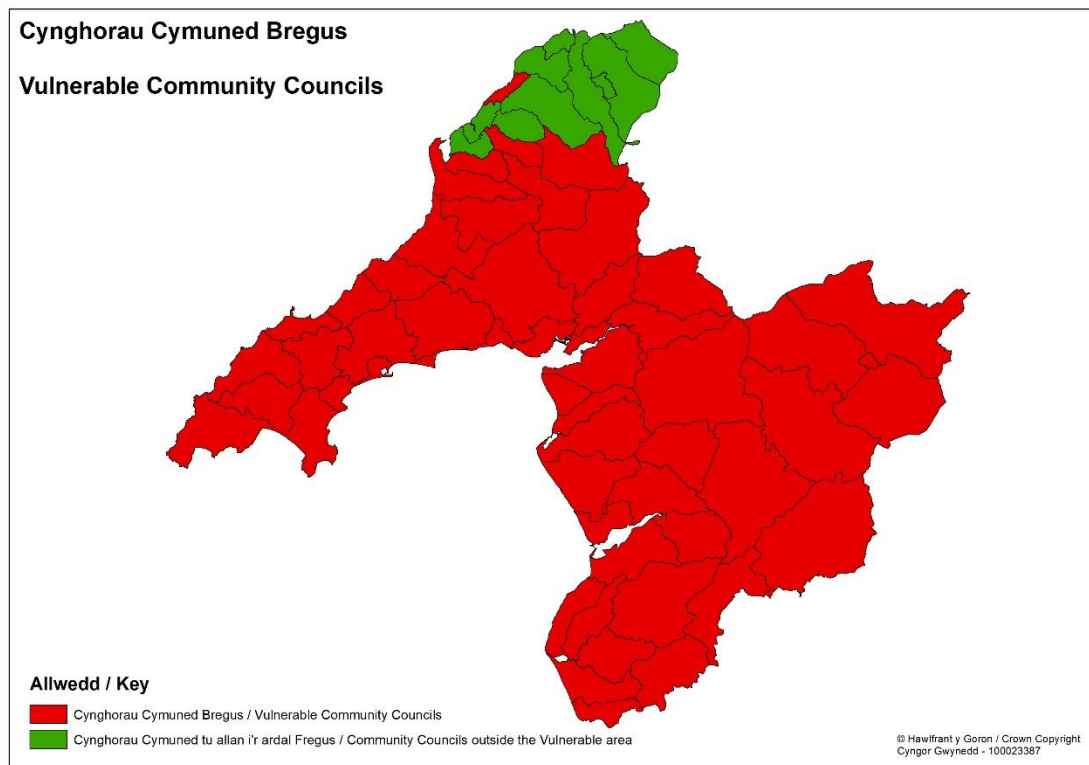 Cynghorau Cymuned Bregus
Vulnerable Community Councils
Allwedd / Key
Cynghorau Cymuned Bregus / Vulnerable Community Councils
Cynghorau Cymuned tu allan i'r ardal Fregus / Community Councils outside the Vulnerable area
© Hawlfrant y Goron / Crown Copyright
Cyngor Gwynedd - 100023387